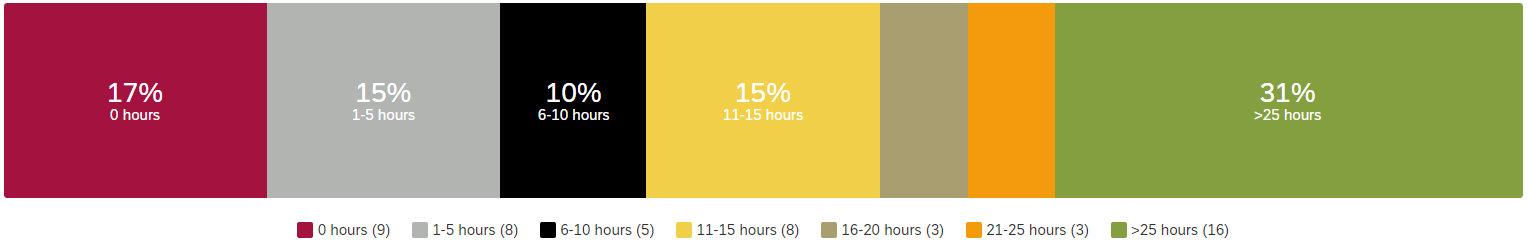 17%
0 hours
15%
1-5 hours
10%
6-10 hours
15%
11-15 hours
31%
>25 hours
0 hours (9) 1-5 hours (8) 6-10 hours (5) 11-15 hours (8) 16-20 hours (3) 21-25 hours (3) >25 hours (16)